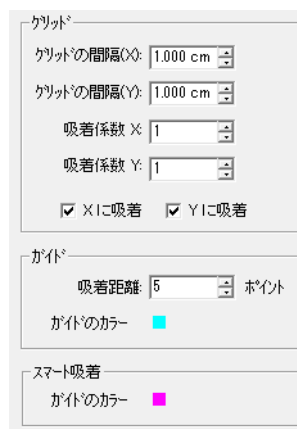 グリッド
グリッドの間隔(X): 1.000 cm
グリッドの間隔(Y): 1.000 cm
吸着係数 X: 1
吸着係数 Y: 1
Xに吸着 Yに吸着
ガイド
吸着距離: 5 ポイント
ガイドのカラー
スマート吸着
ガイドのカラー